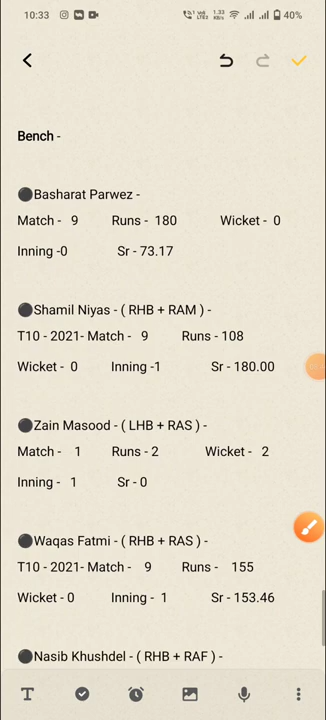 10:33
1.33
KB/s
40%
Bench -
⚫Basharat Parwez -
Match - 9 Runs - 180 Wicket - 0
Inning -0 Sr - 73.17
⚫Shamil Niyas - ( RHB + RAM ) -
T10 - 2021- Match - 9 Runs - 108
Wicket - 0 Inning -1 Sr - 180.00
⚫Zain Masood - ( LHB + RAS ) -
Match - 1 Runs - 2 Wicket - 2
Inning - 1 Sr - 0
⚫Waqas Fatmi - ( RHB + RAS ) -
T10 - 2021- Match - 9 Runs - 155
Wicket - 0 Inning - 1 Sr - 153.46
⚫Nasib Khushdel - ( RHB + RAF ) -